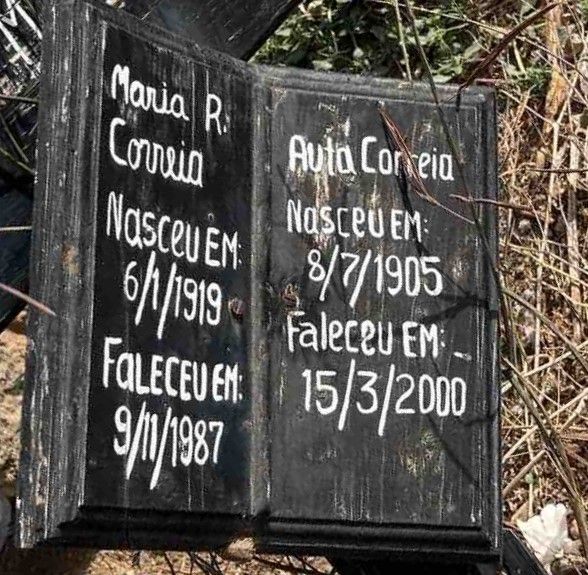 Maria R.
Correia
Nasceu EM:
6/1/1919
FaLECEU EM:
9/11/1987
Auta Correia
Nasceu EM:
8/7/1905
Faleceu EM:
15/3/2000